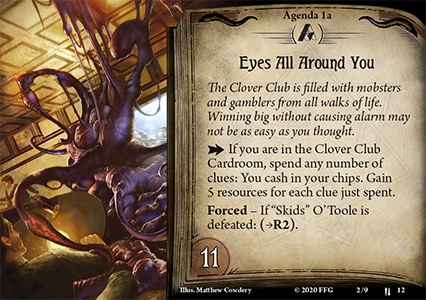 Agenda 1a
Eyes All Around You
The Clover Club is filled with mobsters
and gamblers from all walks of life.
Winning big without causing alarm may
not be as easy as you thought.
If you are in the Clover Club
Cardroom, spend any number of
clues: You cash in your chips. Gain
5 resources for each clue just spent.
Forced – If “Skids” O’Toole is
defeated: (→R2).
11
Illus. Matthew Cowdery © 2020 FFG 2/9 12